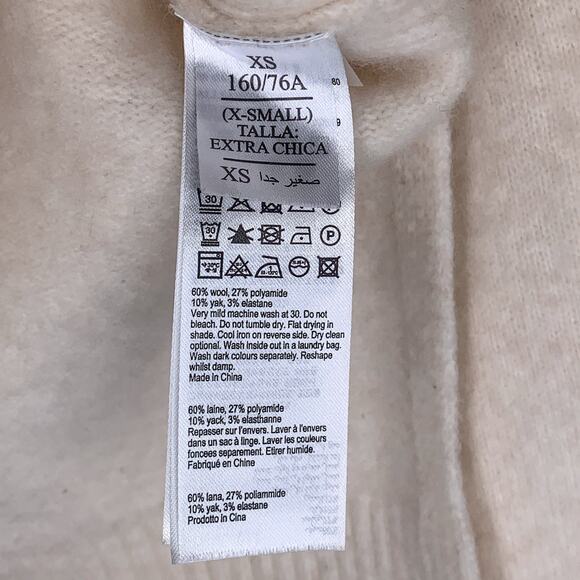 XS
160/76A
(X-SMALL)
TALLA:
EXTRA CHICA
XS صغير جدا
60% wool, 27% polyamide
10% yak, 3% elastane
Very mild machine wash at 30. Do not
bleach. Do not tumble dry. Flat drying in
shade. Cool iron on reverse side. Dry clean
optional. Wash inside out in a laundry bag.
Wash dark colours separately. Reshape
whilst damp.
Made in China
60% laine, 27% polyamide
10% yack, 3% elasthanne
Repasser sur l'envers. Laver à l'envers
dans un sac à linge. Laver les couleurs
foncées separement. Etirer humide.
Fabriqué en Chine
60% lana, 27% poliammide
10% yak, 3% elastane
Prodotto in Cina